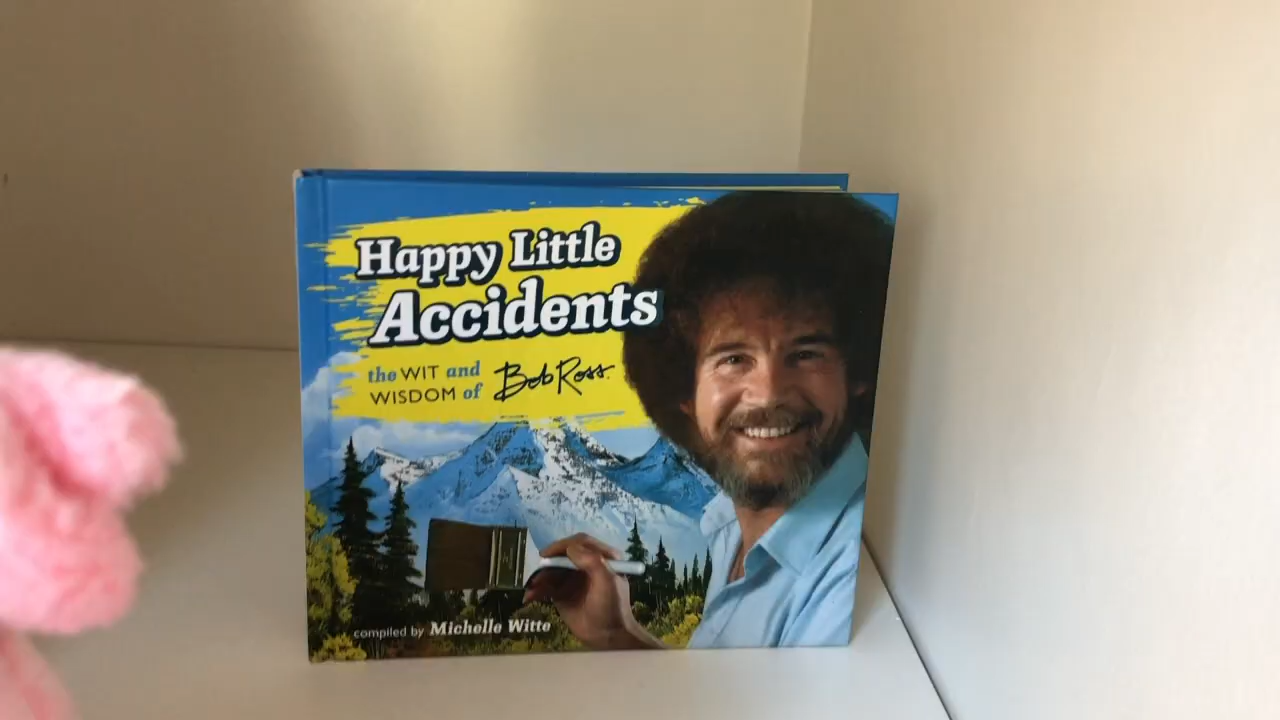 Happy Little
Accidents
the WIT and
WISDOM of Bob Ross.
compiled by Michelle Witte